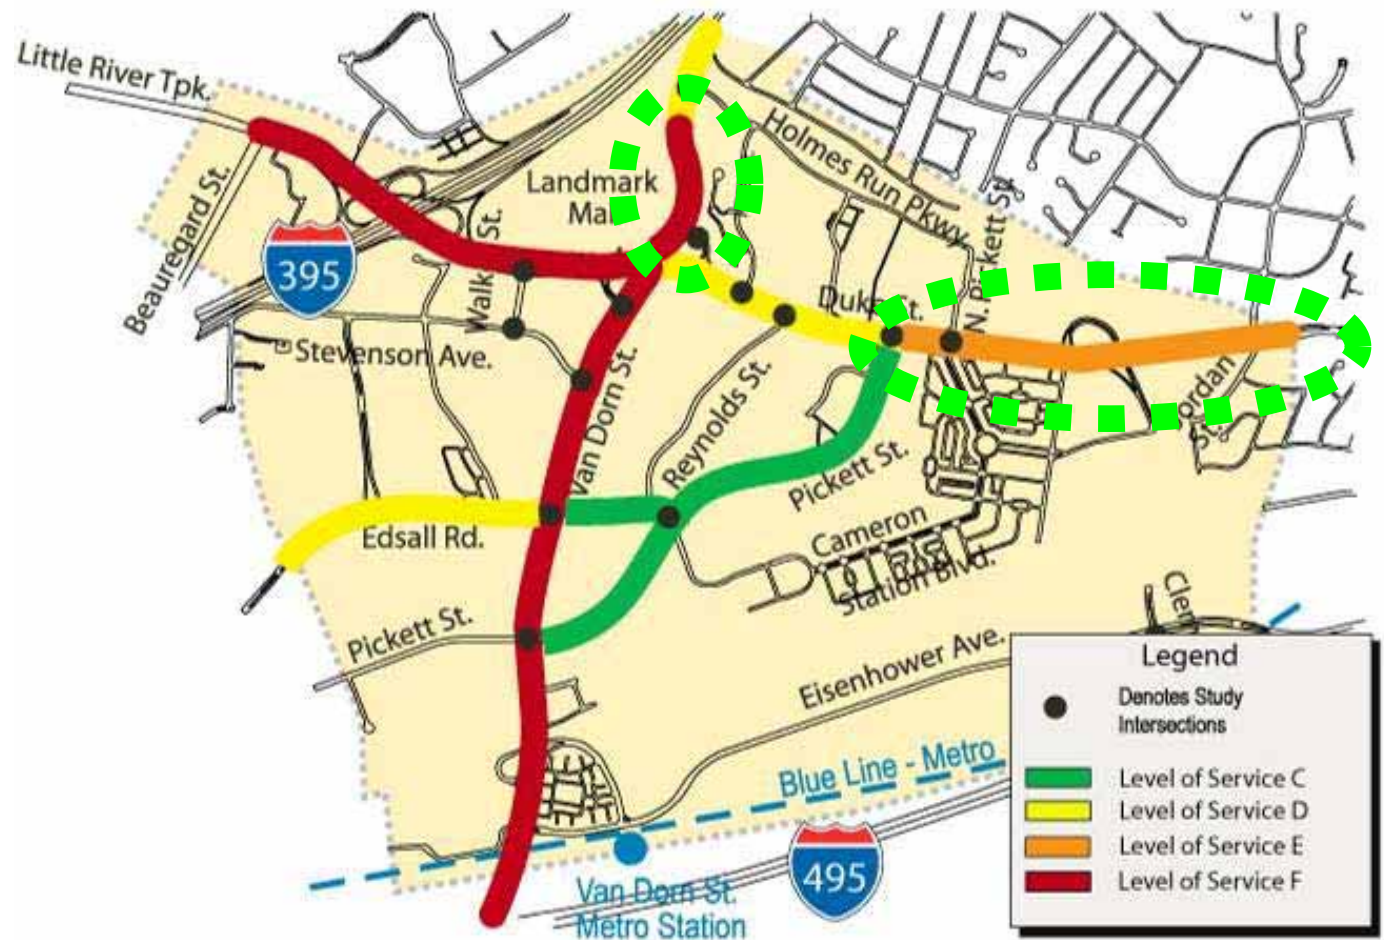 Little River Tpk.
Holmes Run Pkwy.
Landmark
N. Pickett St.
Beauregard St.
St.
395
Walk
Duke St.
Stevenson Ave.
Van Dorn St.
Reynolds St.
Jordan
St.
Pickett St.
Edsall Rd.
Cameron
Station Blvd.
Pickett St.
Eisenhower Ave.
Blue Line - Metro
495
Van Dorn St.
Metro Station
Legend
Denotes Study
Intersections
Level of Service C
Level of Service D
Level of Service E
Level of Service F